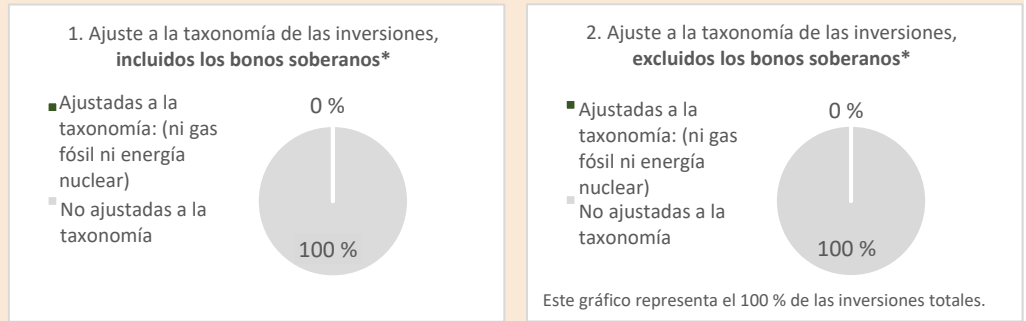 1. Ajuste a la taxonomía de las inversiones,
incluidos los bonos soberanos*
Ajustadas a la
taxonomía: (ni gas
fósil ni energía
nuclear)
No ajustadas a la
taxonomía
0 %
100 %
2. Ajuste a la taxonomía de las inversiones,
excluidos los bonos soberanos*
Ajustadas a la
taxonomía: (ni gas
fósil ni energía
nuclear)
No ajustadas a la
taxonomía
0 %
100 %
Este gráfico representa el 100 % de las inversiones totales.